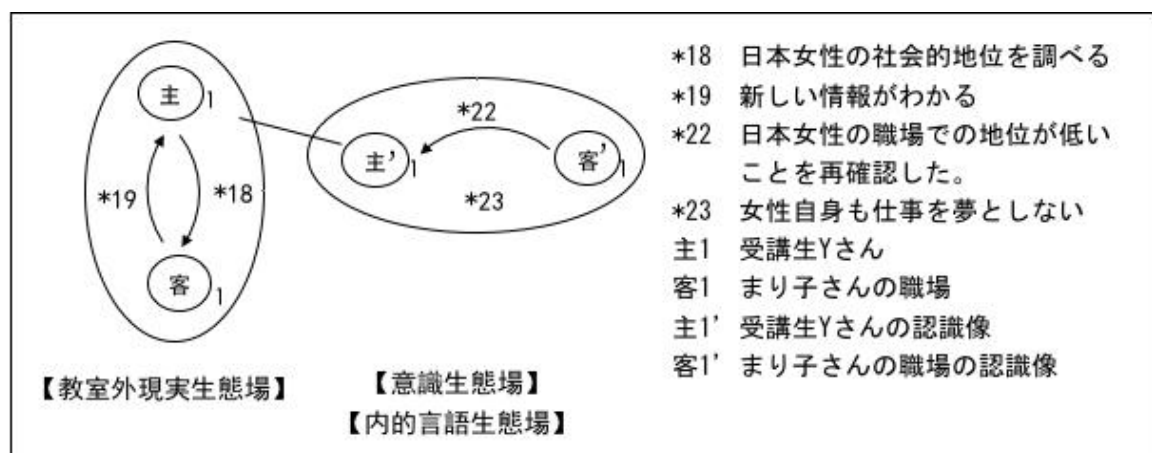 主1
*19
*18
客1
*22
主’1
客’1
*23
【教室外現実生態場】
【意識生態場】
【内的言語生態場】
*18 日本女性の社会的地位を調べる
*19 新しい情報がわかる
*22 日本女性の職場での地位が低い
ことを再確認した。
*23 女性自身も仕事を夢としない
主1 受講生Yさん
客1 まり子さんの職場
主1’ 受講生Yさんの認識像
客1’ まり子さんの職場の認識像